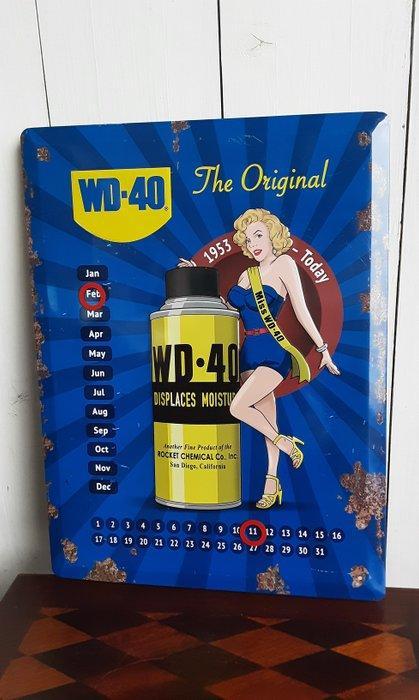 WD-40
The Original
1953 - Today
Miss WD-40
Jan
Feb
Mar
Apr
May
Jun
Jul
Aug
Sep
Oct
Nov
Dec
WD-40
DISPLACES MOISTU
Another Fine Product of the
ROCKET CHEMICAL Co., Inc.
San Diego, California
1 2 3 4 5 6 7 8 9 10 11 12 13 14 15 16
17 18 19 20 21 22 23 24 25 26 27 28 29 30 31